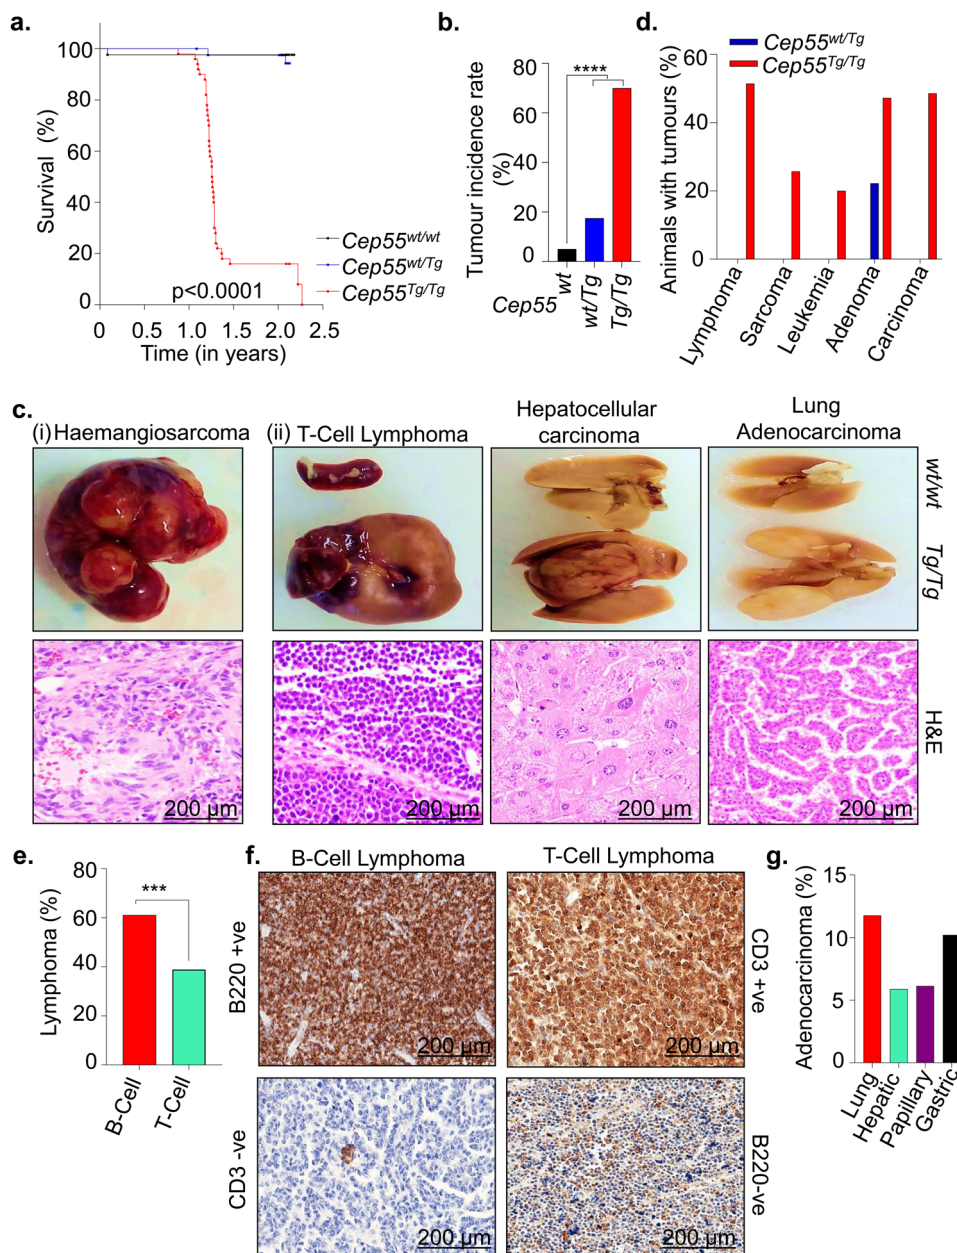 a.
Survival (%)
100
80
60
40
20
0
0 0.5 1.0 1.5 2.0 2.5
Time (in years)
p<0.0001
Cep55wt/wt
Cep55wt/Tg
Cep55Tg/Tg
b.
Tumour incidence rate
(%)
80
60
40
20
0
****
Cep55
wt
wt/Tg
Tg/Tg
d.
Cep55wt/Tg
Cep55Tg/Tg
Animals with tumours (%)
60
40
20
0
Lymphoma
Sarcoma
Leukemia
Adenoma
Carcinoma
c.
(i) Haemangiosarcoma
(ii) T-Cell Lymphoma
Hepatocellular
carcinoma
Lung
Adenocarcinoma
wt/wt
Tg/Tg
H&E
200 µm
200 µm
200 µm
200 µm
e.
Lymphoma (%)
80
60
40
20
0
***
B-Cell
T-Cell
f.
B-Cell Lymphoma
T-Cell Lymphoma
B220 +ve
CD3 +ve
200 µm
200 µm
CD3 -ve
B220-ve
200 µm
200 µm
g.
Adenocarcinoma (%)
15
10
5
0
Lung
Hepatic
Papillary
Gastric